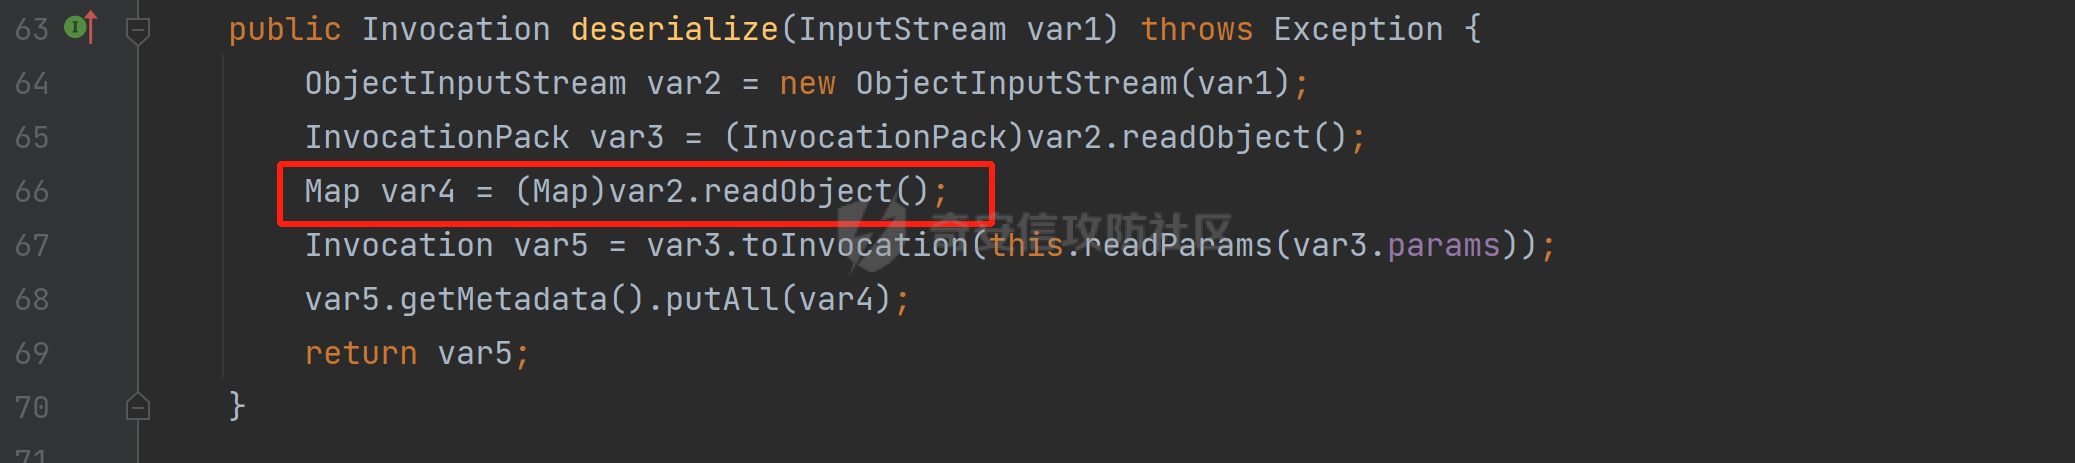 63 public Invocation deserialize(InputStream var1) throws Exception {
64 ObjectInputStream var2 = new ObjectInputStream(var1);
65 InvocationPack var3 = (InvocationPack)var2.readObject();
66 Map var4 = (Map)var2.readObject();
奇安信攻防社区
67 Invocation var5 = var3.toInvocation(this.readParams(var3.params));
68 var5.getMetadata().putAll(var4);
69 return var5;
70 }
71